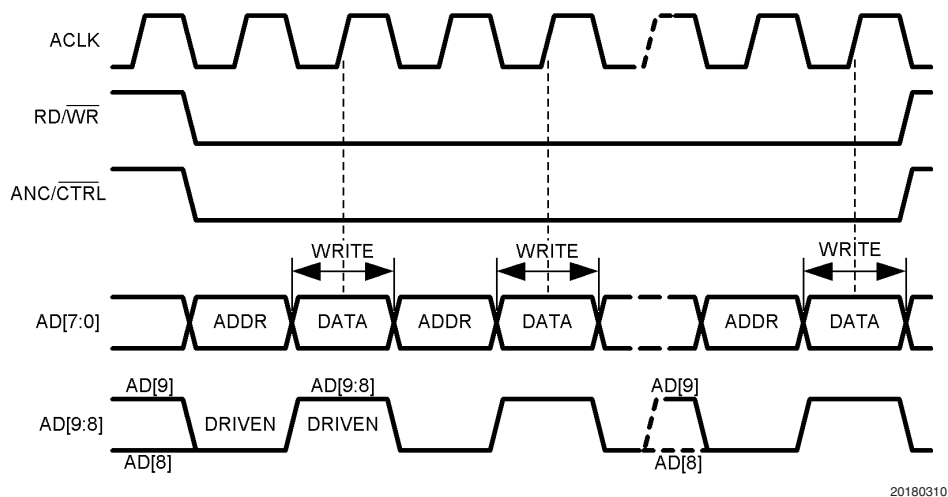 ACLK
RD/WR
ANC/CTRL
WRITE WRITE WRITE
AD[7:0] ADDR DATA ADDR DATA ADDR DATA
AD[9] AD[9:8] AD[9]
AD[9:8] DRIVEN DRIVEN
AD[8] AD[8]
20180310